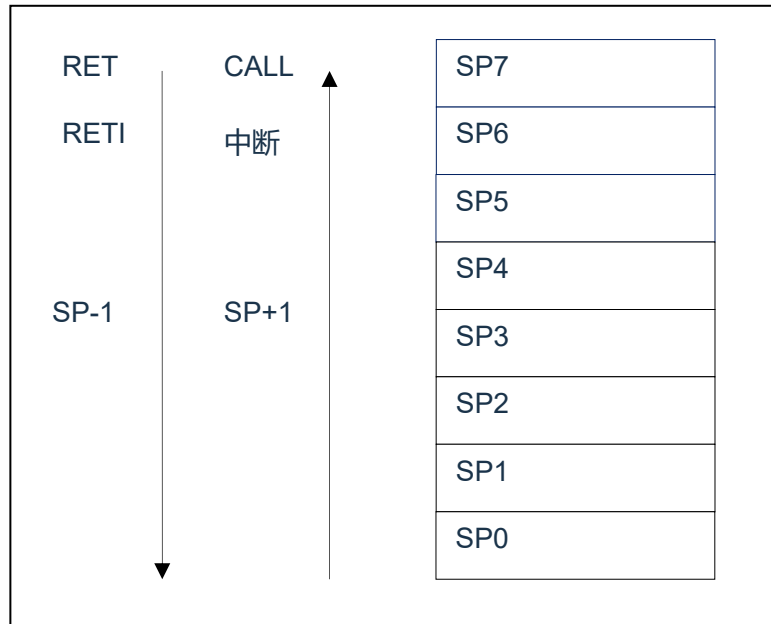 RET CALL SP7
RETI 中断 SP6
SP5
SP4
SP-1 SP+1 SP3
SP2
SP1
SP0